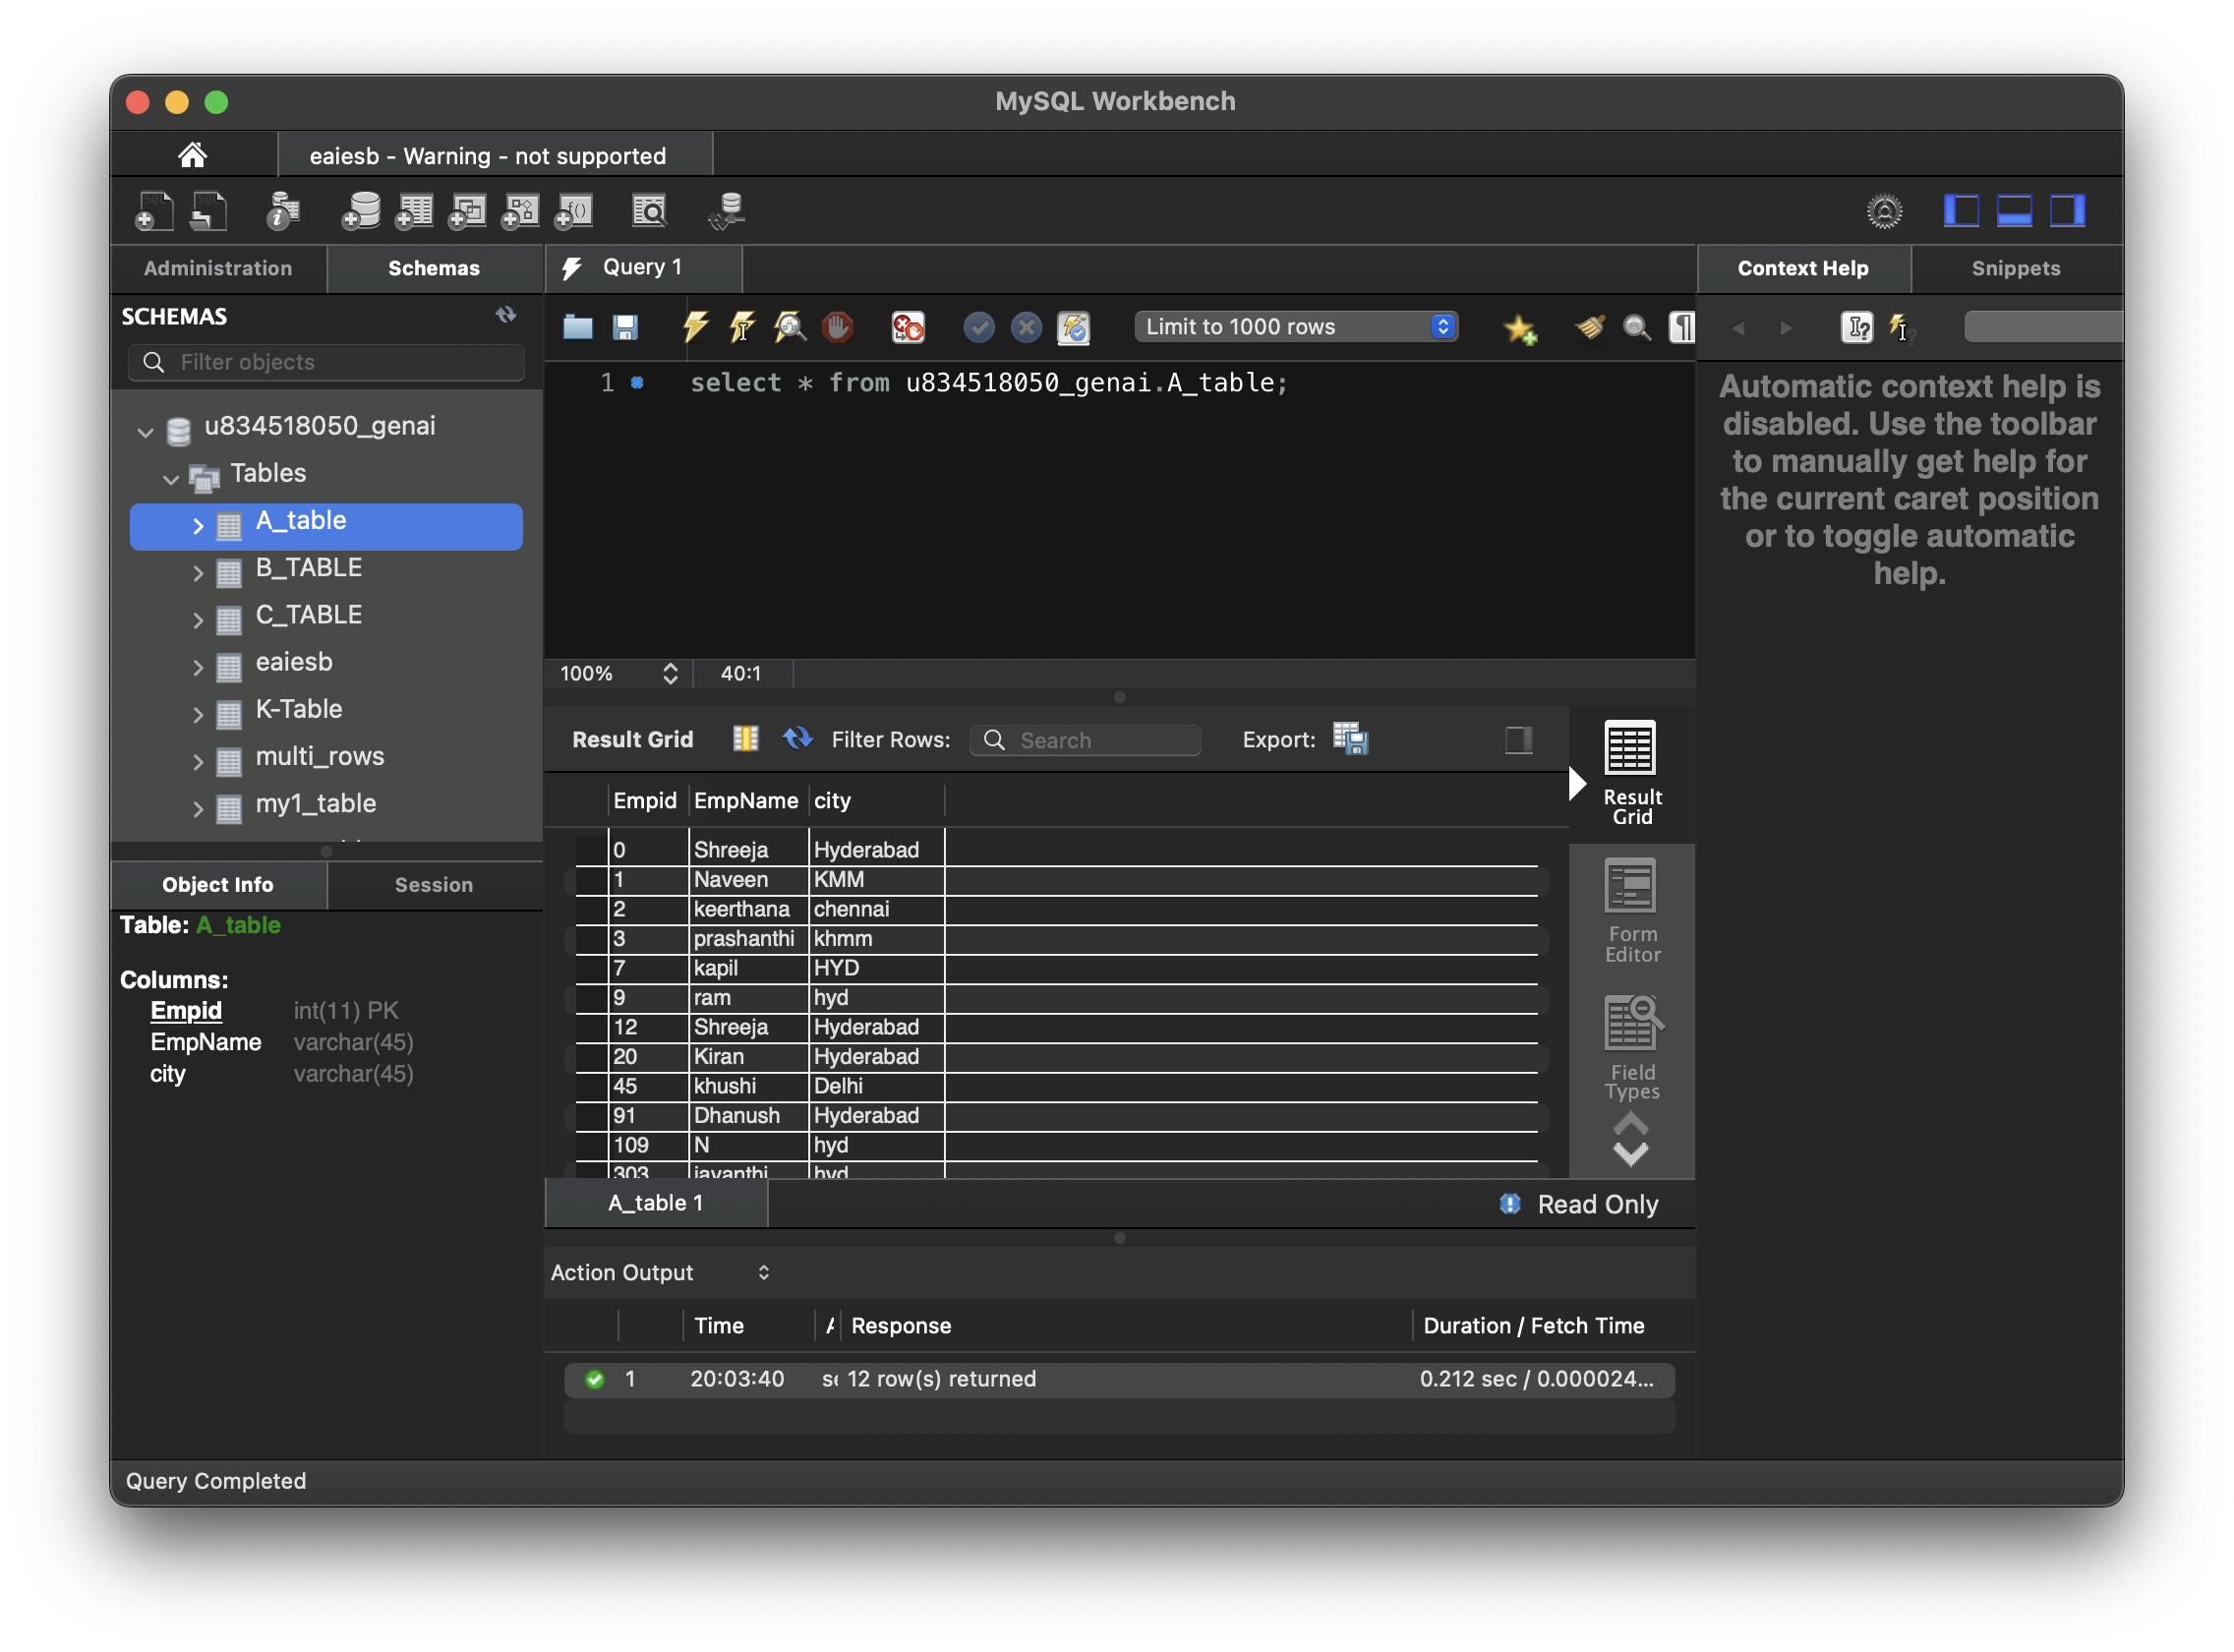 MySQL Workbench
eaiesb - Warning - not supported
Administration
Schemas
SCHEMAS
Filter objects
u834518050_genai
Tables
A_table
B_TABLE
C_TABLE
eaiesb
K-Table
multi_rows
my1_table
Object Info
Session
Table: A_table
Columns:
Empid int(11) PK
EmpName varchar(45)
city varchar(45)
Query 1
Limit to 1000 rows
1 select * from u834518050_genai.A_table;
100% 40:1
Result Grid Filter Rows: Search Export:
Empid EmpName city
0 Shreeja Hyderabad
1 Naveen KMM
2 keerthana chennai
3 prashanthi khmm
7 kapil HYD
9 ram hyd
12 Shreeja Hyderabad
20 Kiran Hyderabad
45 khushi Delhi
91 Dhanush Hyderabad
109 N hyd
303 jayanthi hyd
Result
Grid
Form
Editor
Field
Types
A_table 1
Read Only
Action Output
Time A Response Duration / Fetch Time
1 20:03:40 se 12 row(s) returned 0.212 sec / 0.000024...
Context Help
Snippets
Automatic context help is
disabled. Use the toolbar
to manually get help for
the current caret position
or to toggle automatic
help.
Query Completed